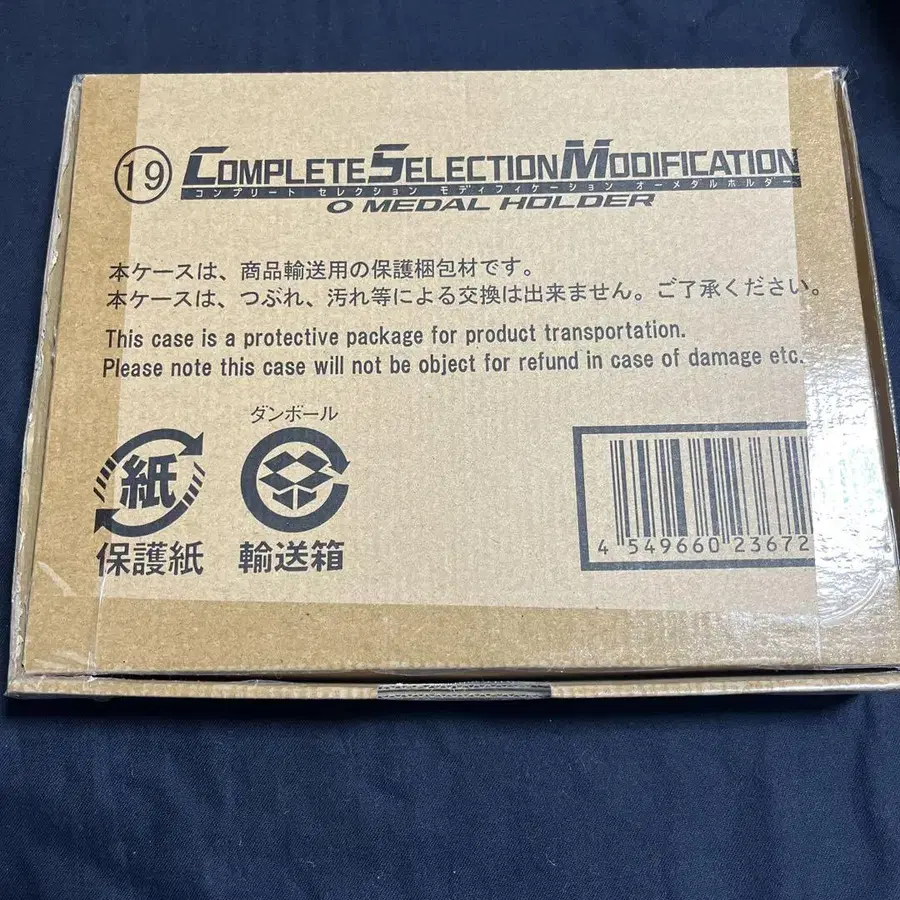 ⑲ COMPLETE SELECTION MODIFICATION
コンプリート セレクション モディフィケーション オーメダルホルダー
O MEDAL HOLDER
本ケースは、商品輸送用の保護梱包材です。
本ケースは、つぶれ、汚れ等による交換は出来ません。ご了承ください。
This case is a protective package for product transportation.
Please note this case will not be object for refund in case of damage etc.
ダンボール
紙
保護紙
輸送箱
4 549660 23672